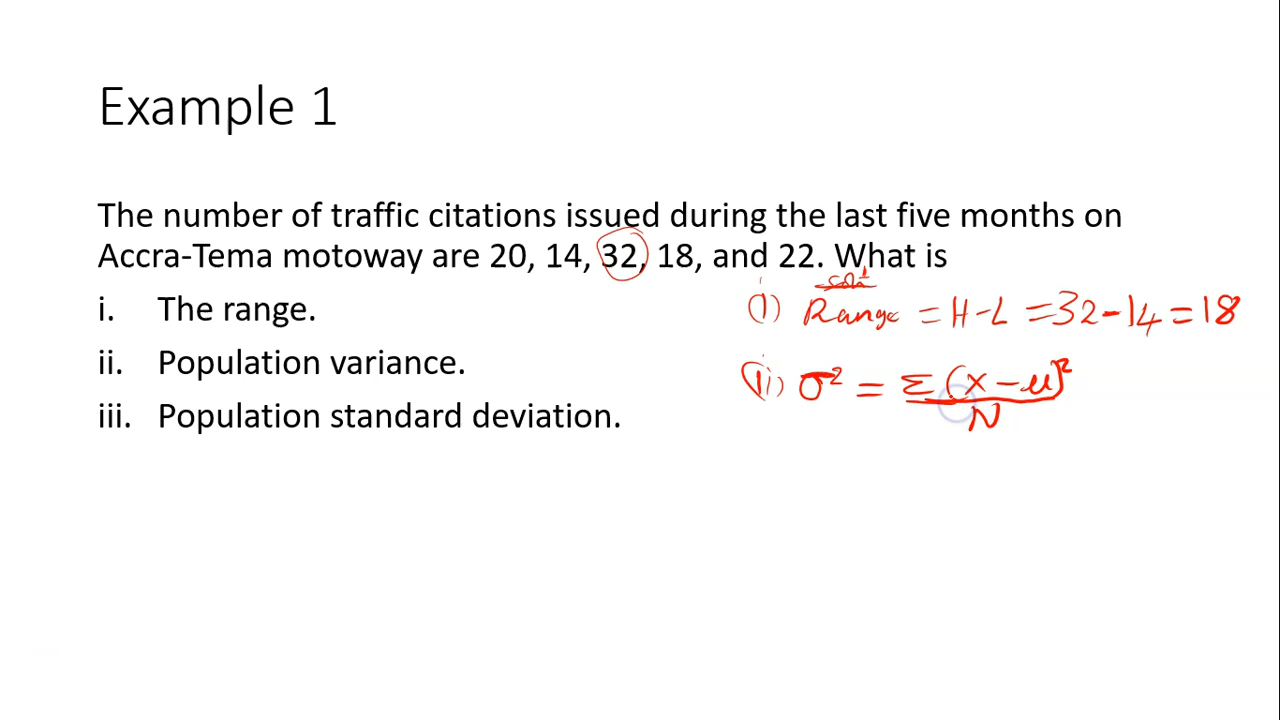 Example 1
The number of traffic citations issued during the last five months on
Accra-Tema motoway are 20, 14, 32, 18, and 22. What is
soln
i. The range.
(i) Range = H-L = 32-14 = 18
ii. Population variance.
(ii) σ² = Σ(x-μ)²
N
iii. Population standard deviation.